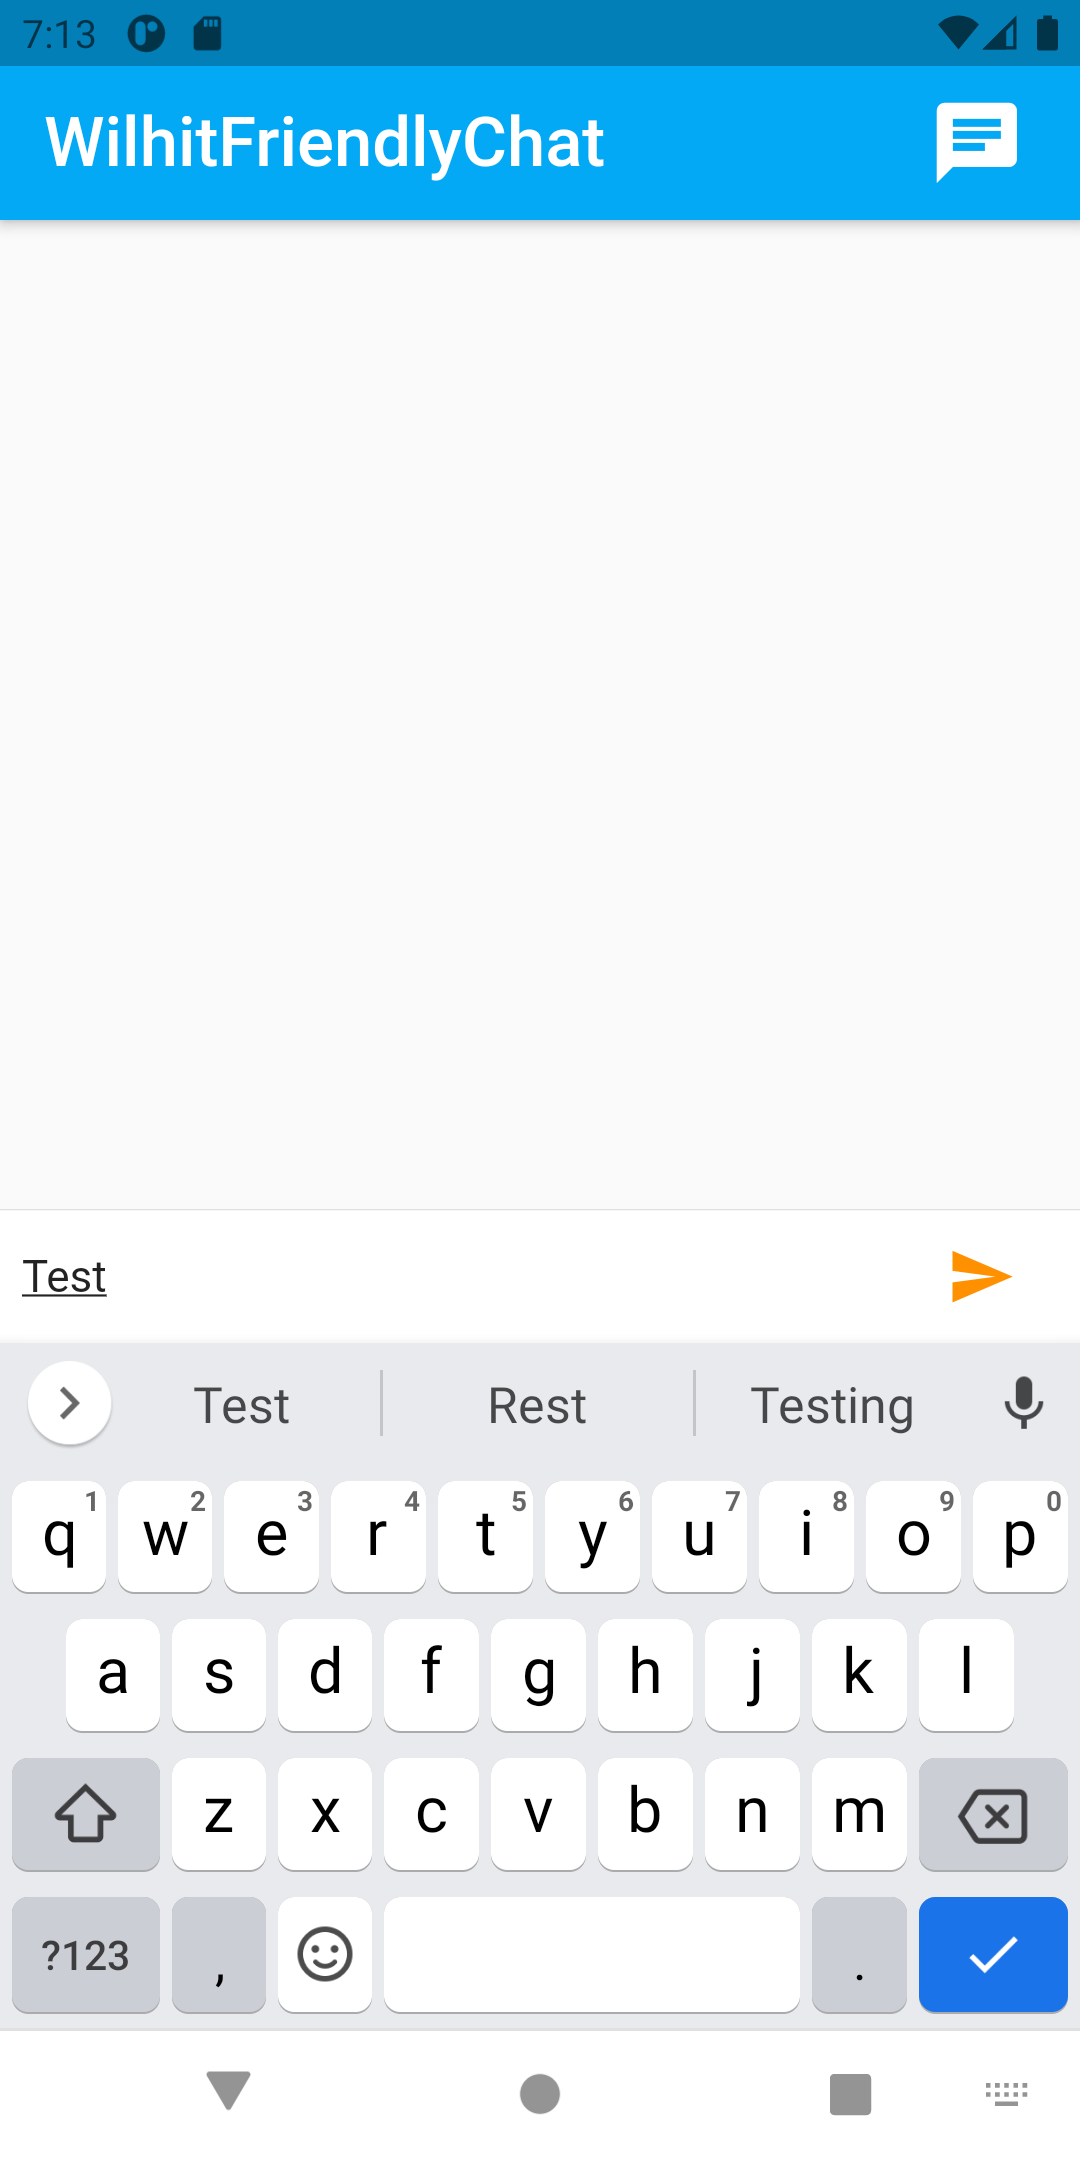 7:13
WilhitFriendlyChat
Test
Test Rest Testing
q 1 w 2 e 3 r 4 t 5 y 6 u 7 i 8 o 9 p 0
a s d f g h j k l
z x c v b n m
?123 , .